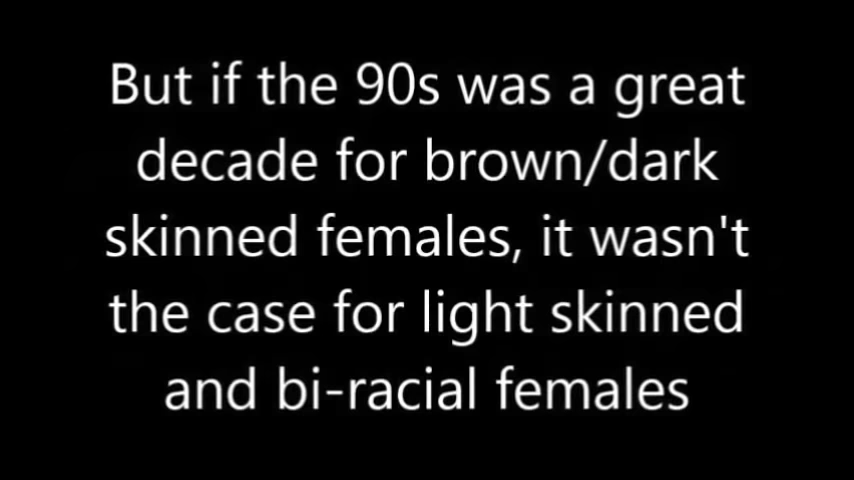 But if the 90s was a great
decade for brown/dark
skinned females, it wasn't
the case for light skinned
and bi-racial females